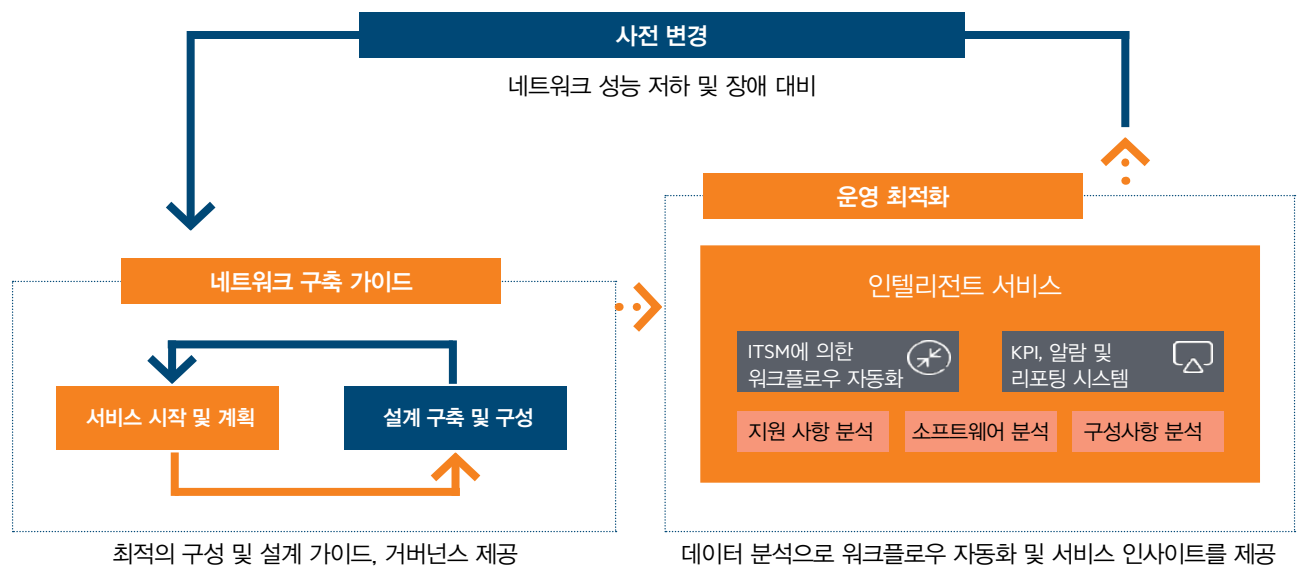 사전 변경
네트워크 성능 저하 및 장애 대비
운영 최적화
네트워크 구축 가이드
인텔리전트 서비스
ITSM에 의한
워크플로우 자동화
KPI, 알람 및
리포팅 시스템
서비스 시작 및 계획
설계 구축 및 구성
지원 사항 분석
소프트웨어 분석
구성사항 분석
최적의 구성 및 설계 가이드, 거버넌스 제공
데이터 분석으로 워크플로우 자동화 및 서비스 인사이트를 제공